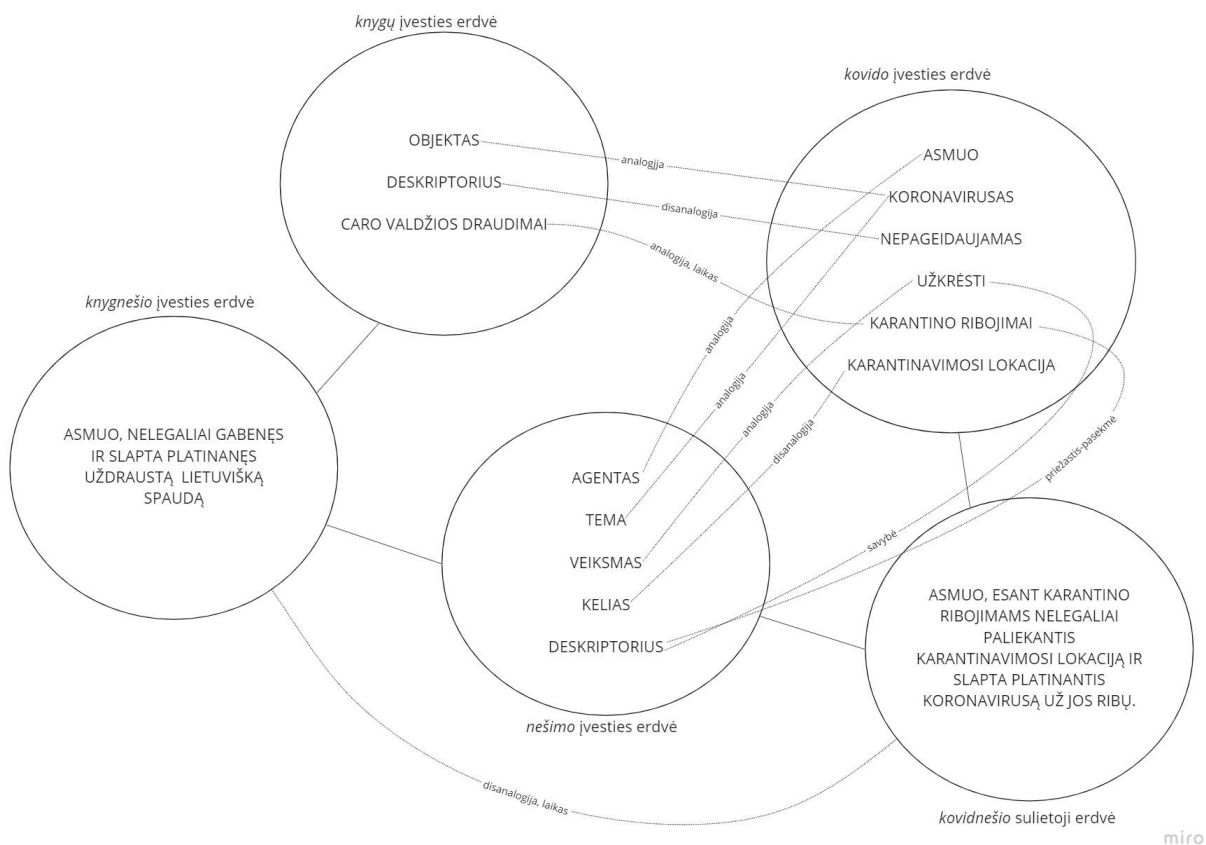 knygų įvesties erdvė
OBJEKTAS
DESKRIPTORIUS
CARO VALDŽIOS DRAUDIMAI
analogija
disanalogija
analogija, laikas
kovido įvesties erdvė
ASMUO
KORONAVIRUSAS
NEPAGEIDAUJAMAS
UŽKRĖSTI
KARANTINO RIBOJIMAI
KARANTINAVIMOSI LOKACIJA
knygnešio įvesties erdvė
ASMUO, NELEGALIAI GABENĘS
IR SLAPTA PLATINANĘS
UŽDRAUSTĄ LIETUVIŠKĄ
SPAUDĄ
analogija
analogija
analogija
disanalogija
priežastis-pasekmė
savybė
AGENTAS
TEMA
VEIKSMAS
KELIAS
DESKRIPTORIUS
nešimo įvesties erdvė
ASMUO, ESANT KARANTINO
RIBOJIMAMS NELEGALIAI
PALIEKANTIS
KARANTINAVIMOSI LOKACIJĄ IR
SLAPTA PLATINANTIS
KORONAVIRUSĄ UŽ JOS RIBŲ.
disanalogija, laikas
kovidnešio sulietoji erdvė
miro